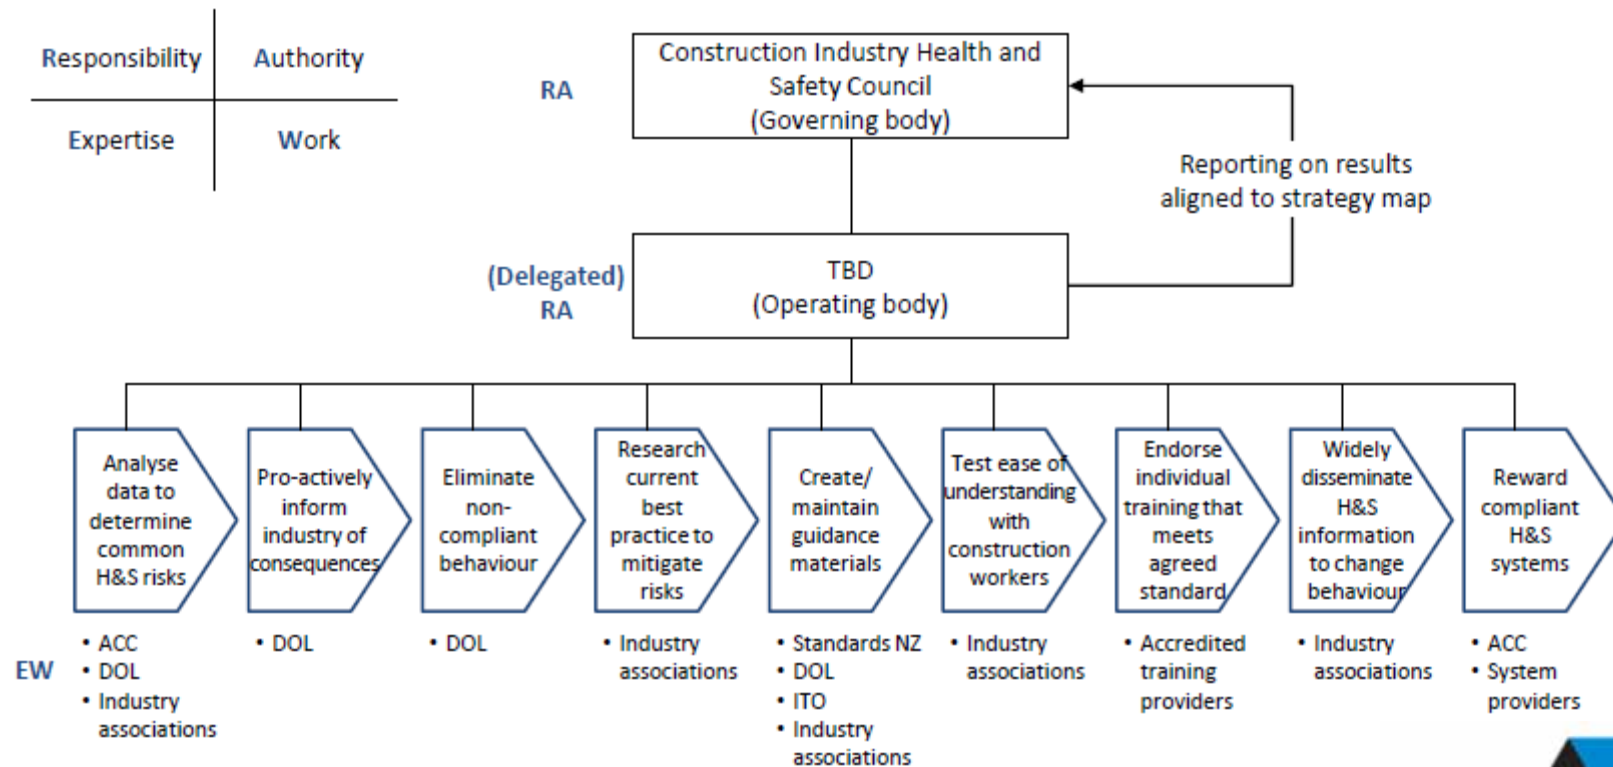 Responsibility
Authority
Expertise
Work
RA
Construction Industry Health and
Safety Council
(Governing body)
Reporting on results
aligned to strategy map
(Delegated)
RA
TBD
(Operating body)
Analyse
data to
determine
common
H&S risks
Pro-actively
inform
industry of
consequences
Eliminate
non-
compliant
behaviour
Research
current
best
practice to
mitigate
risks
Create/
maintain
guidance
materials
Test ease of
understanding
with
construction
workers
Endorse
individual
training that
meets
agreed
standard
Widely
disseminate
H&S
information
to change
behaviour
Reward
compliant
H&S
systems
EW
• ACC
• DOL
• Industry
associations
• DOL
• DOL
• Industry
associations
• Standards NZ
• DOL
• ITO
• Industry
associations
• Industry
associations
• Accredited
training
providers
• Industry
associations
• ACC
• System
providers